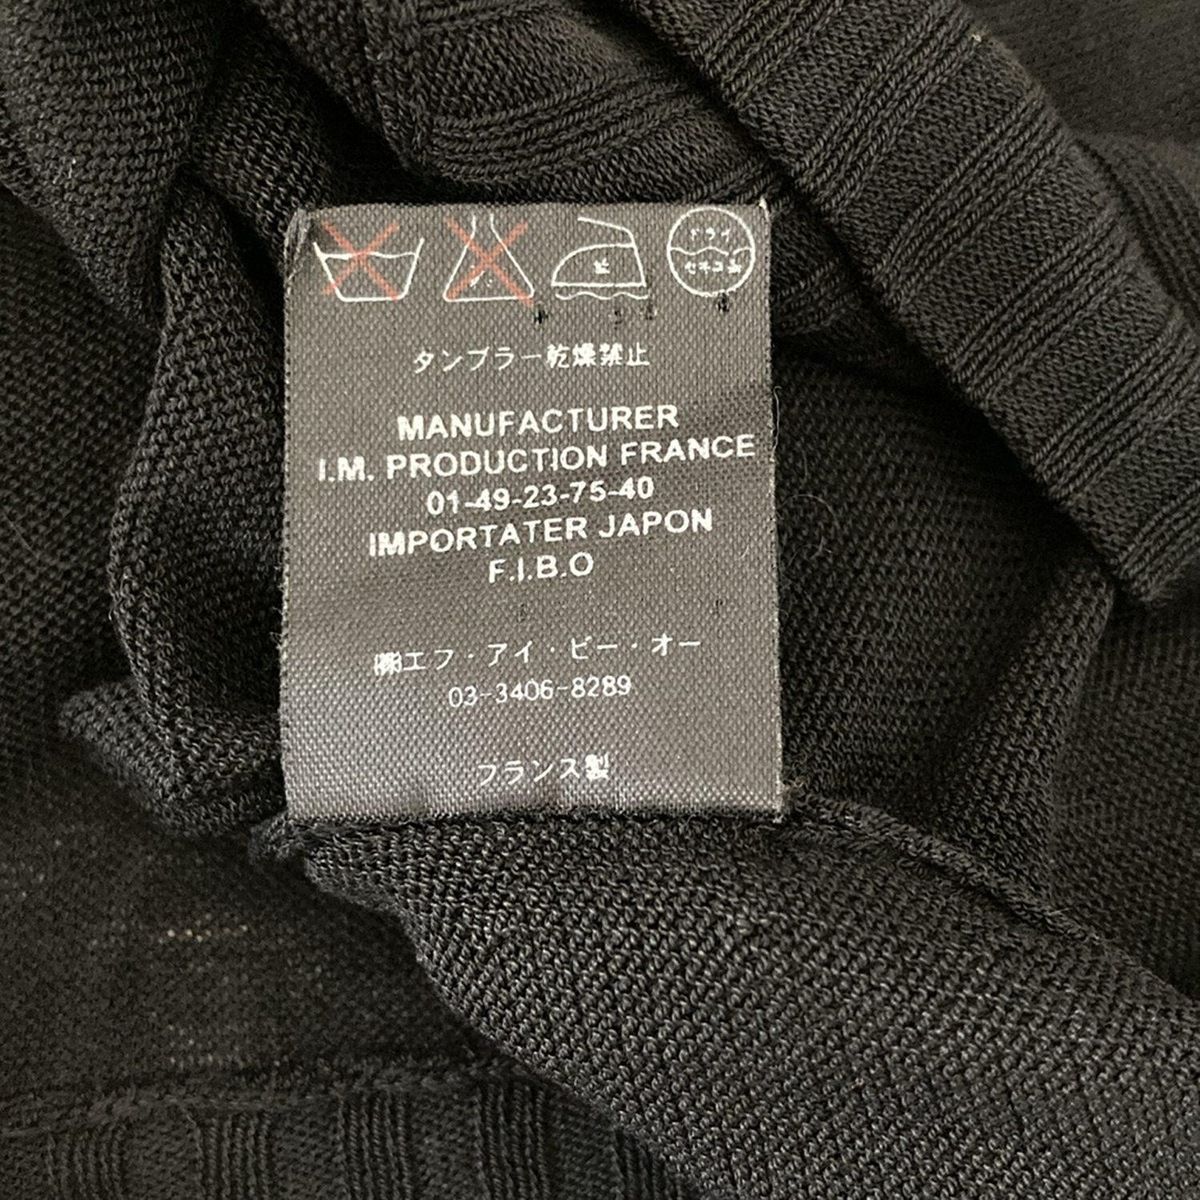 ドライ
セキユ系
タンブラー乾燥禁止
MANUFACTURER
I.M. PRODUCTION FRANCE
01-49-23-75-40
IMPORTATER JAPON
F.I.B.O
㈱エフ・アイ・ビー・オー
03-3406-8289
フランス製